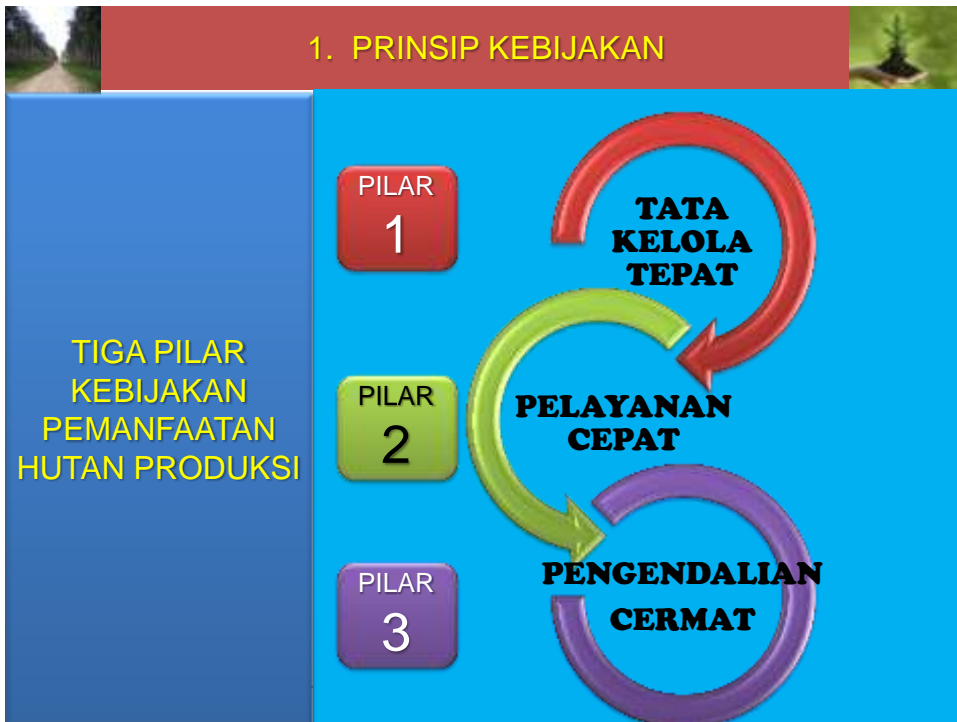 1. PRINSIP KEBIJAKAN
TIGA PILAR
KEBIJAKAN
PEMANFAATAN
HUTAN PRODUKSI
PILAR
1
TATA
KELOLA
TEPAT
PILAR
2
PELAYANAN
CEPAT
PILAR
3
PENGENDALIAN
CERMAT